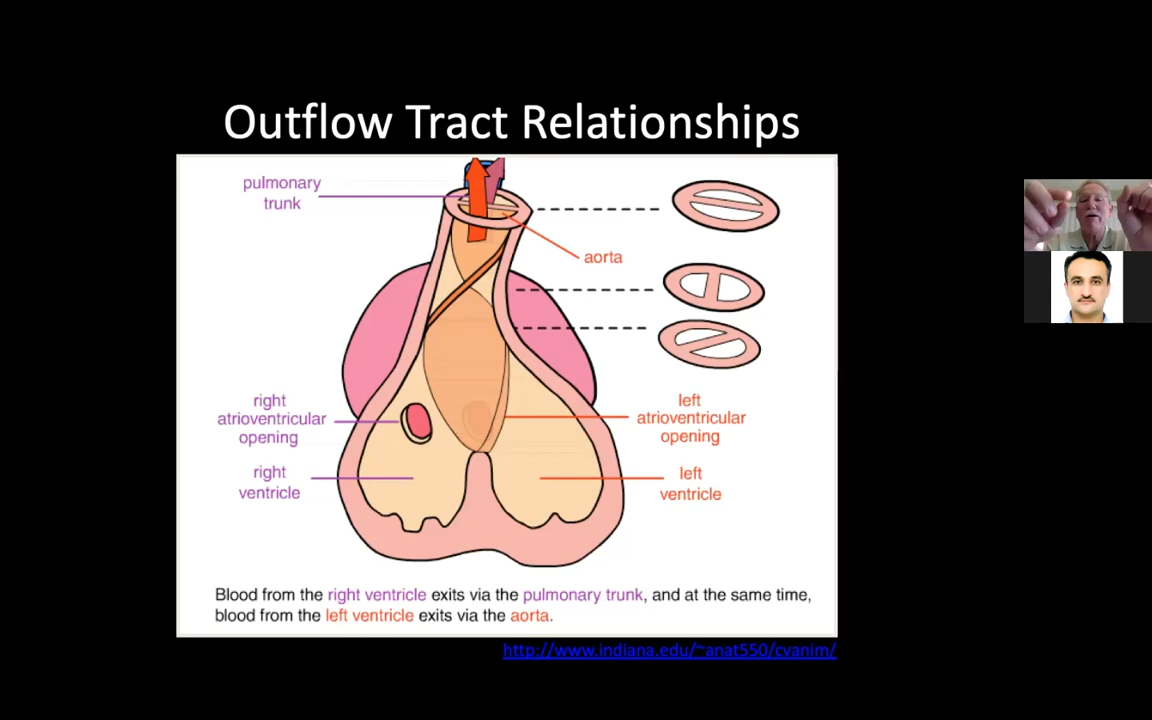 Outflow Tract Relationships
pulmonary
trunk
aorta
right
atrioventricular
opening
left
atrioventricular
opening
right
ventricle
left
ventricle
Blood from the right ventricle exits via the pulmonary trunk, and at the same time,
blood from the left ventricle exits via the aorta.
http://www.indiana.edu/~anat550/cvanim/